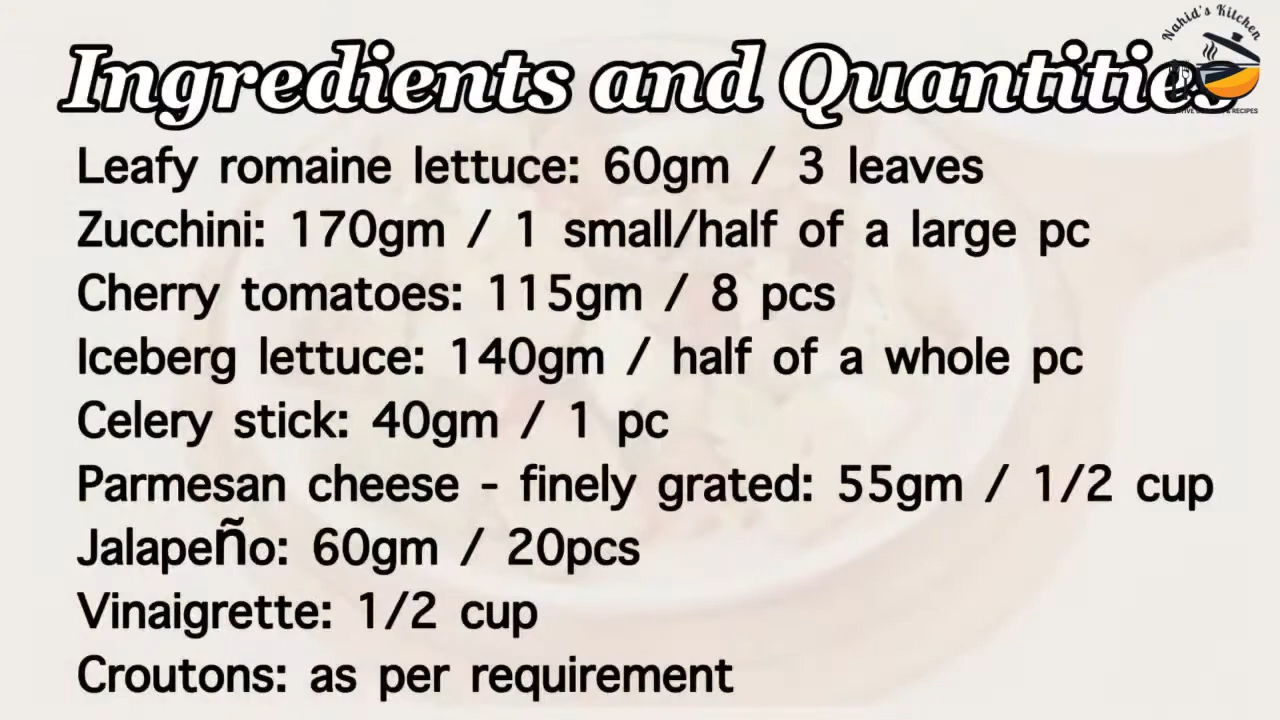 Nahid's Kitchen
Ingredients and Quantities
Leafy romaine lettuce: 60gm / 3 leaves
Zucchini: 170gm / 1 small/half of a large pc
Cherry tomatoes: 115gm / 8 pcs
Iceberg lettuce: 140gm / half of a whole pc
Celery stick: 40gm / 1 pc
Parmesan cheese - finely grated: 55gm / 1/2 cup
Jalapeño: 60gm / 20pcs
Vinaigrette: 1/2 cup
Croutons: as per requirement